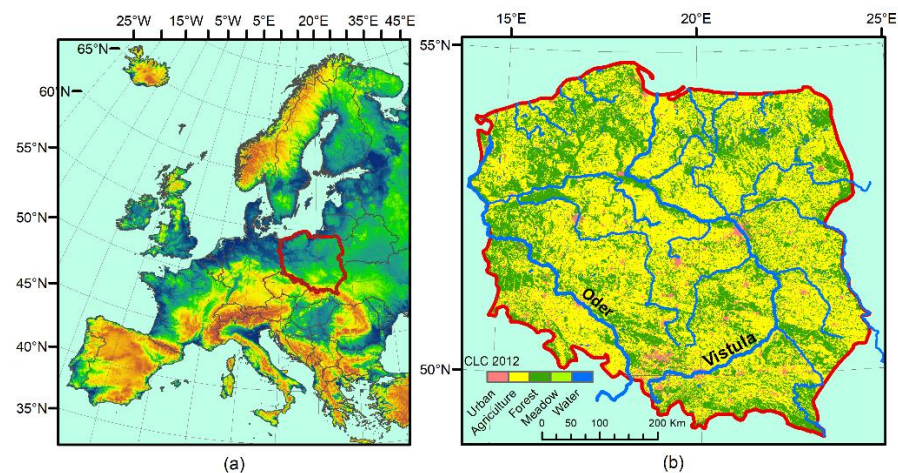 25°W 15°W 5°W 5°E 20°E 30°E 45°E
65°N
60°N
55°N
50°N
45°N
40°N
35°N
(a)
15°E 20°E 25°E
55°N
50°N
Oder
Vistula
CLC 2012
Urban
Agriculture
Forest
Meadow
Water
0 50 100 200 Km
(b)